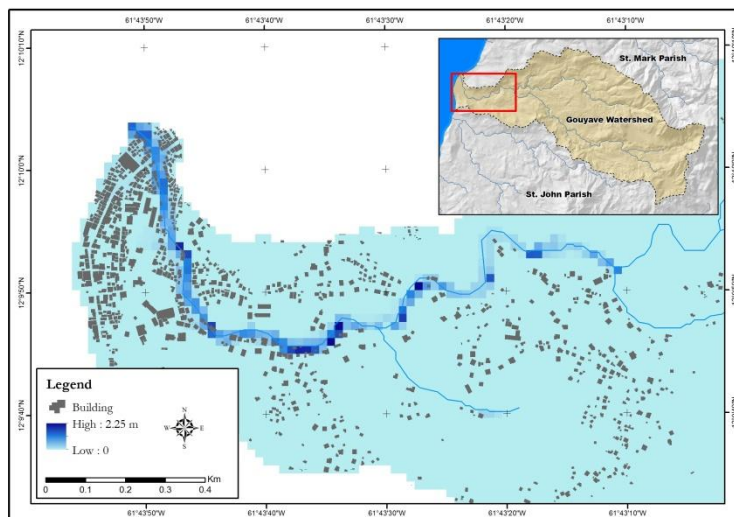 61°43'50"W
61°43'40"W
61°43'30"W
61°43'20"W
61°43'10"W
12°10'10"N
12°10'0"N
12°9'50"N
12°9'40"N
St. Mark Parish
Gouyave Watershed
St. John Parish
Legend
Building
High : 2.25 m
Low : 0
N
W
E
S
0
0.1
0.2
0.3
0.4
Km
61°43'50"W
61°43'40"W
61°43'30"W
61°43'20"W
61°43'10"W